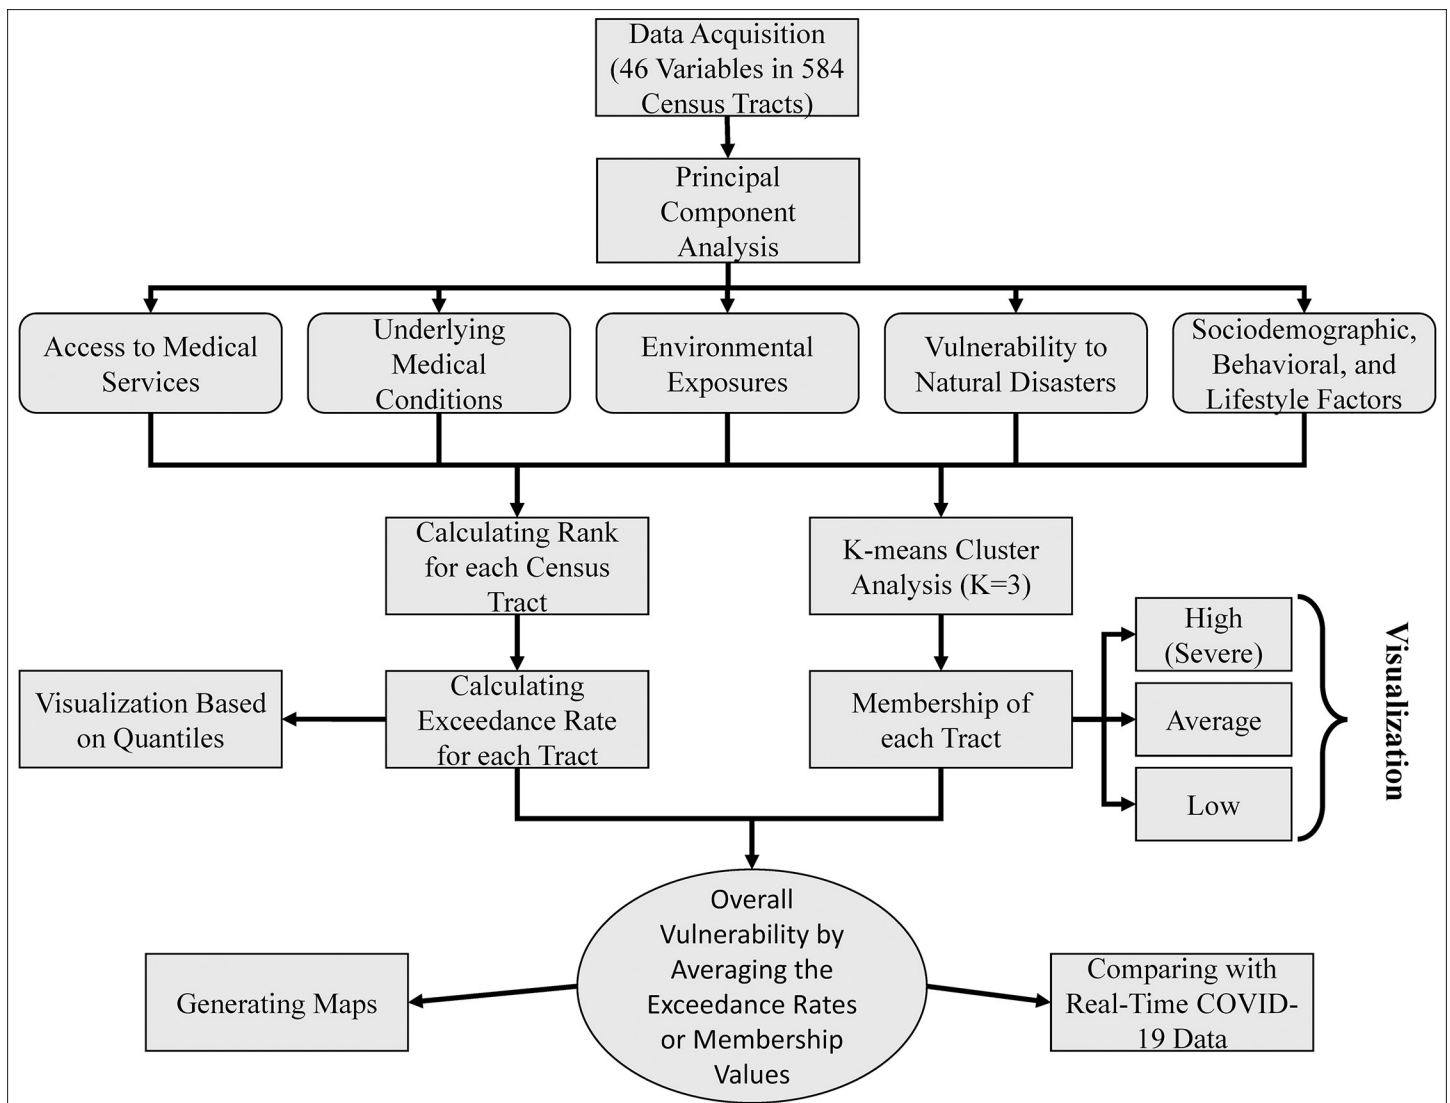 Data Acquisition
(46 Variables in 584
Census Tracts)
Principal
Component
Analysis
Access to Medical
Services
Underlying
Medical
Conditions
Environmental
Exposures
Vulnerability to
Natural Disasters
Sociodemographic,
Behavioral, and
Lifestyle Factors
Calculating Rank
for each Census
Tract
K-means Cluster
Analysis (K=3)
Visualization Based
on Quantiles
Calculating
Exceedance Rate
for each Tract
Membership of
each Tract
High
(Severe)
Average
Low
Visualization
Overall
Vulnerability by
Averaging the
Exceedance Rates
or Membership
Values
Generating Maps
Comparing with
Real-Time COVID-
19 Data